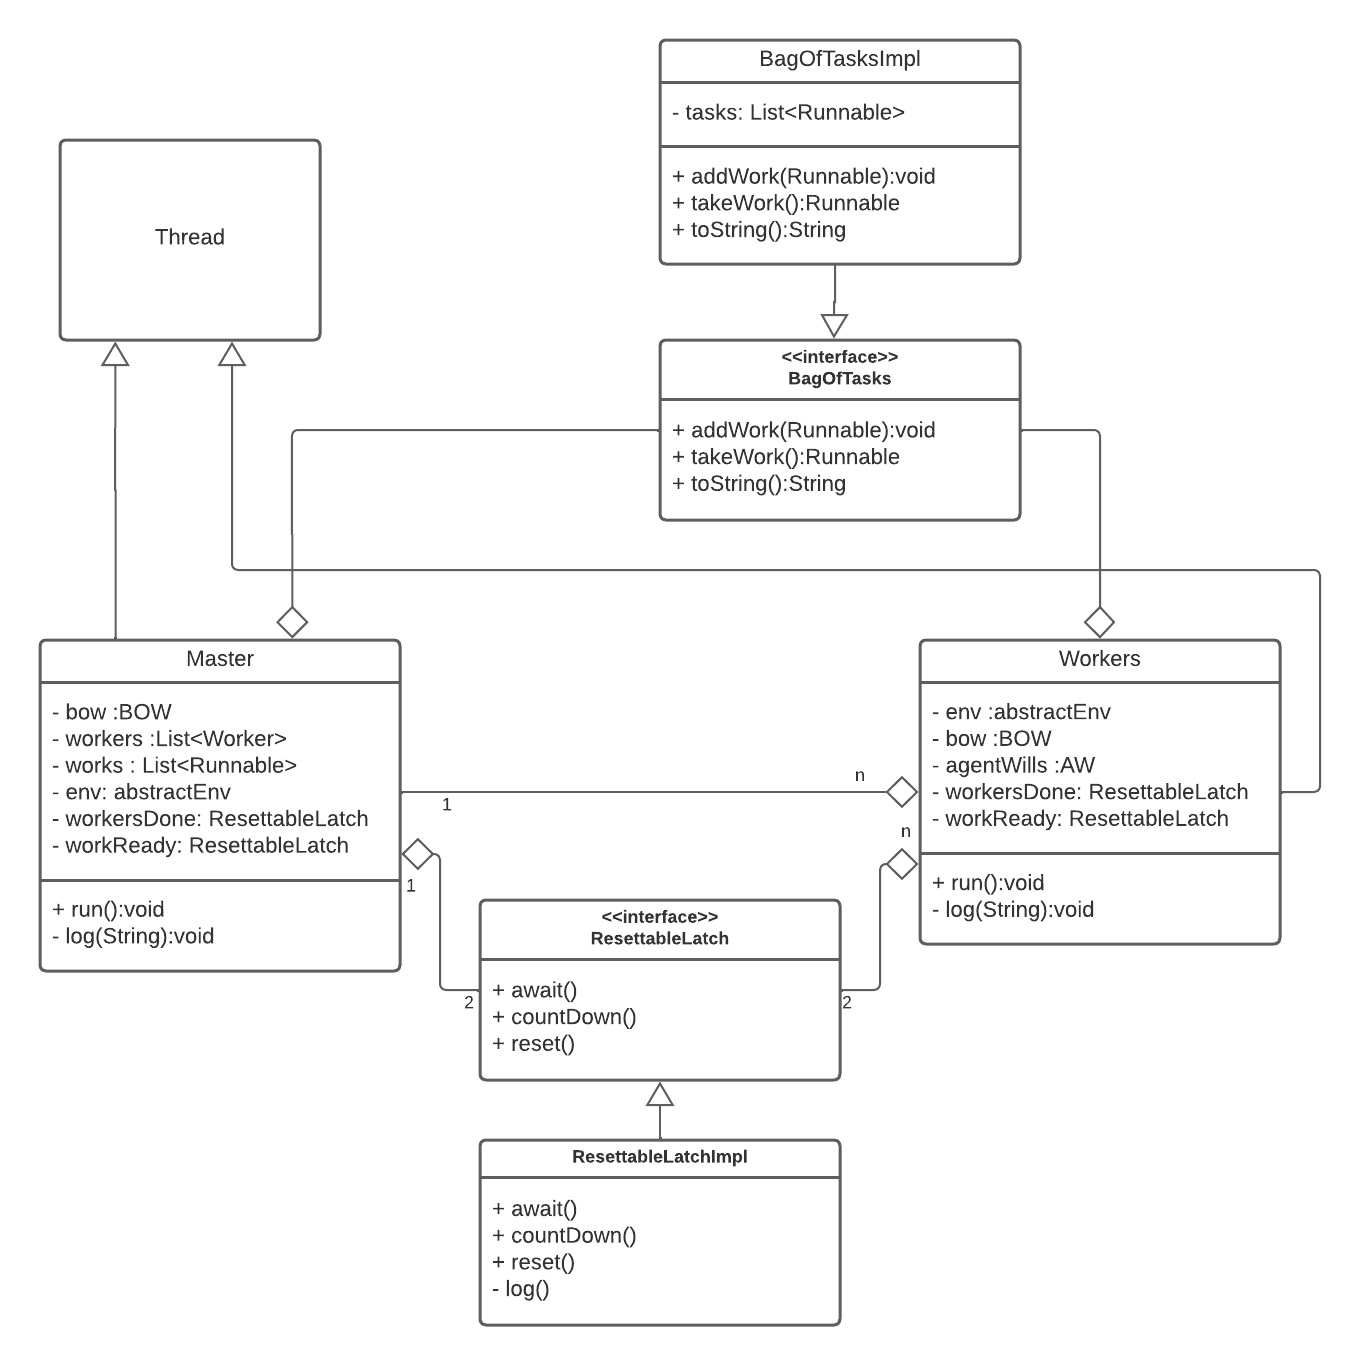 BagOfTasksImpl
- tasks: List<Runnable>
+ addWork(Runnable):void
+ takeWork():Runnable
+ toString():String
Thread
<<interface>>
BagOfTasks
+ addWork(Runnable):void
+ takeWork():Runnable
+ toString():String
Master
- bow :BOW
- workers :List<Worker>
- works : List<Runnable>
- env: abstractEnv
- workersDone: ResettableLatch
- workReady: ResettableLatch
+ run():void
- log(String):void
Workers
- env :abstractEnv
- bow :BOW
- agentWills :AW
- workersDone: ResettableLatch
- workReady: ResettableLatch
+ run():void
- log(String):void
n
1
n
1
<<interface>>
ResettableLatch
+ await()
+ countDown()
+ reset()
2
2
ResettableLatchImpl
+ await()
+ countDown()
+ reset()
- log()